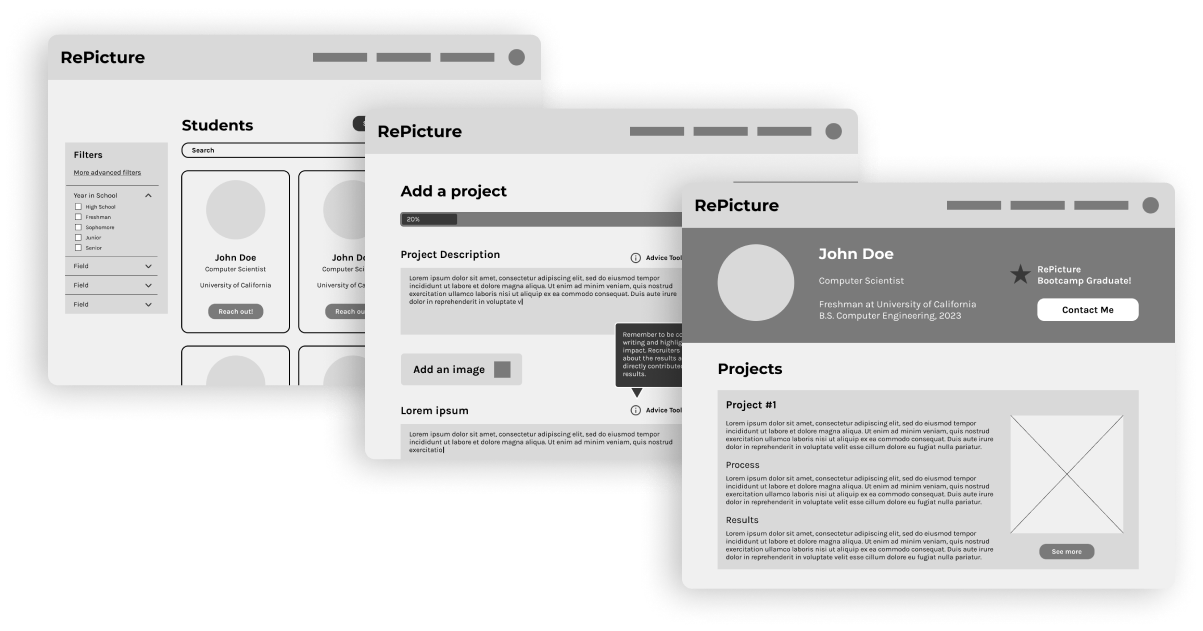 RePicture
Students
Search
Filters
More advanced filters
Year in School
High School
Freshman
Sophomore
Junior
Senior
Field
Field
Field
John Doe
Computer Scientist
University of California
Reach out!
John
Computer
University of Ca
Reach ou
RePicture
Add a project
20%
Project Description
Advice Tool
Lorem ipsum dolor sit amet, consectetur adipiscing elit, sed do eiusmod tempor
incididunt ut labore et dolore magna aliqua. Ut enim ad minim veniam, quis nostrud
exercitation ullamco laboris nisi ut aliquip ex ea commodo consequat. Duis aute irure
dolor in reprehenderit in voluptate v
Remember to be
writing and highlig
impact. Recruiters
about the results a
directly contribute
results.
Add an image
Lorem ipsum
Advice Tool
Lorem ipsum dolor sit amet, consectetur adipiscing elit, sed do eiusmod tempor
incididunt ut labore et dolore magna aliqua. Ut enim ad minim veniam, quis nostrud
exercitatio
RePicture
John Doe
Computer Scientist
Freshman at University of California
B.S. Computer Engineering, 2023
RePicture
Bootcamp Graduate!
Contact Me
Projects
Project #1
Lorem ipsum dolor sit amet, consectetur adipiscing elit, sed do eiusmod tempor
incididunt ut labore et dolore magna aliqua. Ut enim ad minim veniam, quis nostrud
exercitation ullamco laboris nisi ut aliquip ex ea commodo consequat. Duis aute irure
dolor in reprehenderit in voluptate velit esse cillum dolore eu fugiat nulla pariatur.
Process
Lorem ipsum dolor sit amet, consectetur adipiscing elit, sed do eiusmod tempor
incididunt ut labore et dolore magna aliqua. Ut enim ad minim veniam, quis nostrud
exercitation ullamco laboris nisi ut aliquip ex ea commodo consequat. Duis aute irure
dolor in reprehenderit in voluptate velit esse cillum dolore eu fugiat nulla pariatur.
Results
Lorem ipsum dolor sit amet, consectetur adipiscing elit, sed do eiusmod tempor
incididunt ut labore et dolore magna aliqua. Ut enim ad minim veniam, quis nostrud
exercitation ullamco laboris nisi ut aliquip ex ea commodo consequat. Duis aute irure
dolor in reprehenderit in voluptate velit esse cillum dolore eu fugiat nulla pariatur.
See more